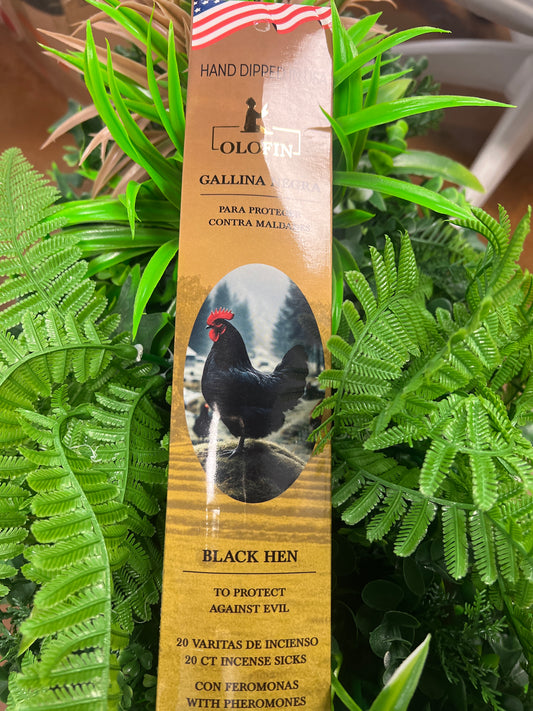 HAND DIPPED
OLOFIN
GALLINA NEGRA
PARA PROTEGER
CONTRA MALDADES
BLACK HEN
TO PROTECT
AGAINST EVIL
20 VARITAS DE INCIENSO
20 CT INCENSE SICKS
CON FEROMONAS
WITH PHEROMONES